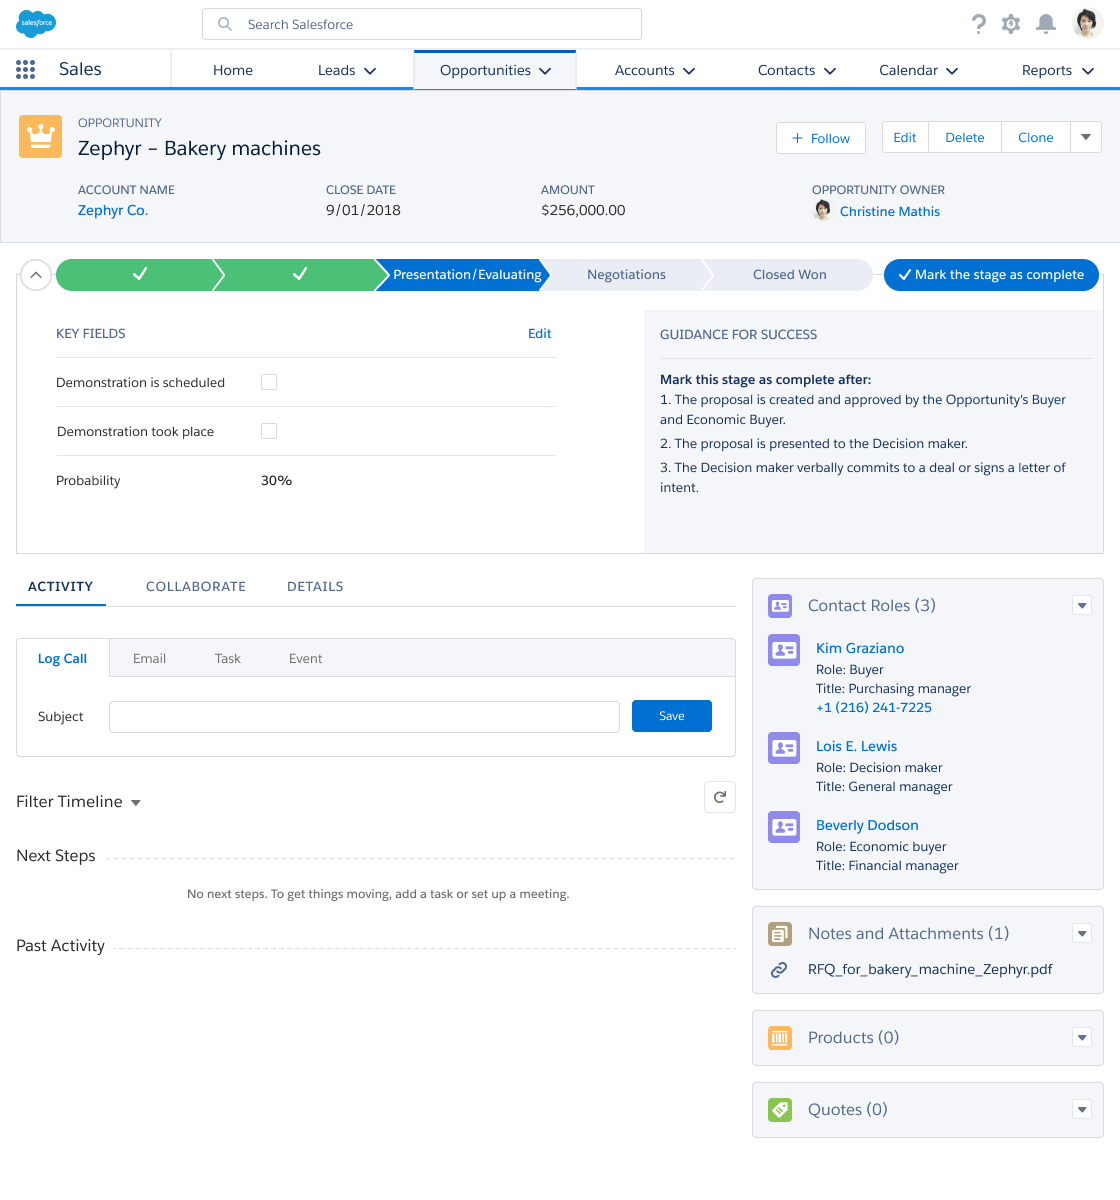 salesforce
Search Salesforce
?
Sales
Home
Leads
Opportunities
Accounts
Contacts
Calendar
Reports
OPPORTUNITY
Zephyr – Bakery machines
+ Follow
Edit
Delete
Clone
ACCOUNT NAME
CLOSE DATE
AMOUNT
OPPORTUNITY OWNER
Zephyr Co.
9/01/2018
$256,000.00
Christine Mathis
Presentation/Evaluating
Negotiations
Closed Won
Mark the stage as complete
KEY FIELDS
Edit
Demonstration is scheduled
Demonstration took place
Probability
30%
GUIDANCE FOR SUCCESS
Mark this stage as complete after:
1. The proposal is created and approved by the Opportunity's Buyer
and Economic Buyer.
2. The proposal is presented to the Decision maker.
3. The Decision maker verbally commits to a deal or signs a letter of
intent.
ACTIVITY
COLLABORATE
DETAILS
Log Call
Email
Task
Event
Subject
Save
Filter Timeline
Next Steps
No next steps. To get things moving, add a task or set up a meeting.
Past Activity
Contact Roles (3)
Kim Graziano
Role: Buyer
Title: Purchasing manager
+1 (216) 241-7225
Lois E. Lewis
Role: Decision maker
Title: General manager
Beverly Dodson
Role: Economic buyer
Title: Financial manager
Notes and Attachments (1)
RFQ_for_bakery_machine_Zephyr.pdf
Products (0)
Quotes (0)